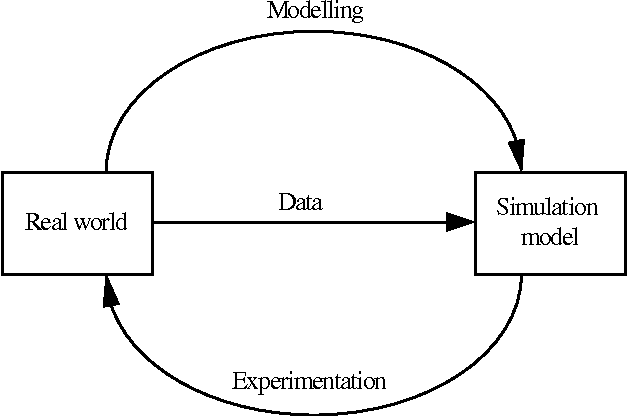 Modelling
Real world
Data
Simulation
model
Experimentation